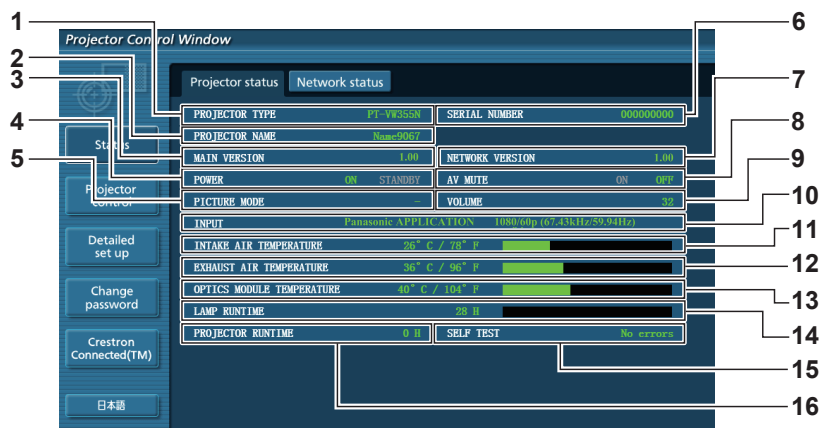 1
6
Projector Control Window
2
3
Projector status Network status
7
4
PROJECTOR TYPE PT-VW355N SERIAL NUMBER 000000000
8
PROJECTOR NAME Name9067
5
Status
MAIN VERSION 1.00 NETWORK VERSION 1.00
9
POWER ON STANDBY AV MUTE ON OFF
Projector control
PICTURE MODE - VOLUME 32
10
INPUT Panasonic APPLICATION 1080/60p (67.43kHz/59.94Hz)
11
Detailed set up
INTAKE AIR TEMPERATURE 26° C / 78° F
12
EXHAUST AIR TEMPERATURE 36° C / 96° F
Change password
OPTICS MODULE TEMPERATURE 40° C / 104° F
13
LAMP RUNTIME 28 H
14
Crestron Connected(TM)
PROJECTOR RUNTIME 0 H SELF TEST No errors
15
日本語
16